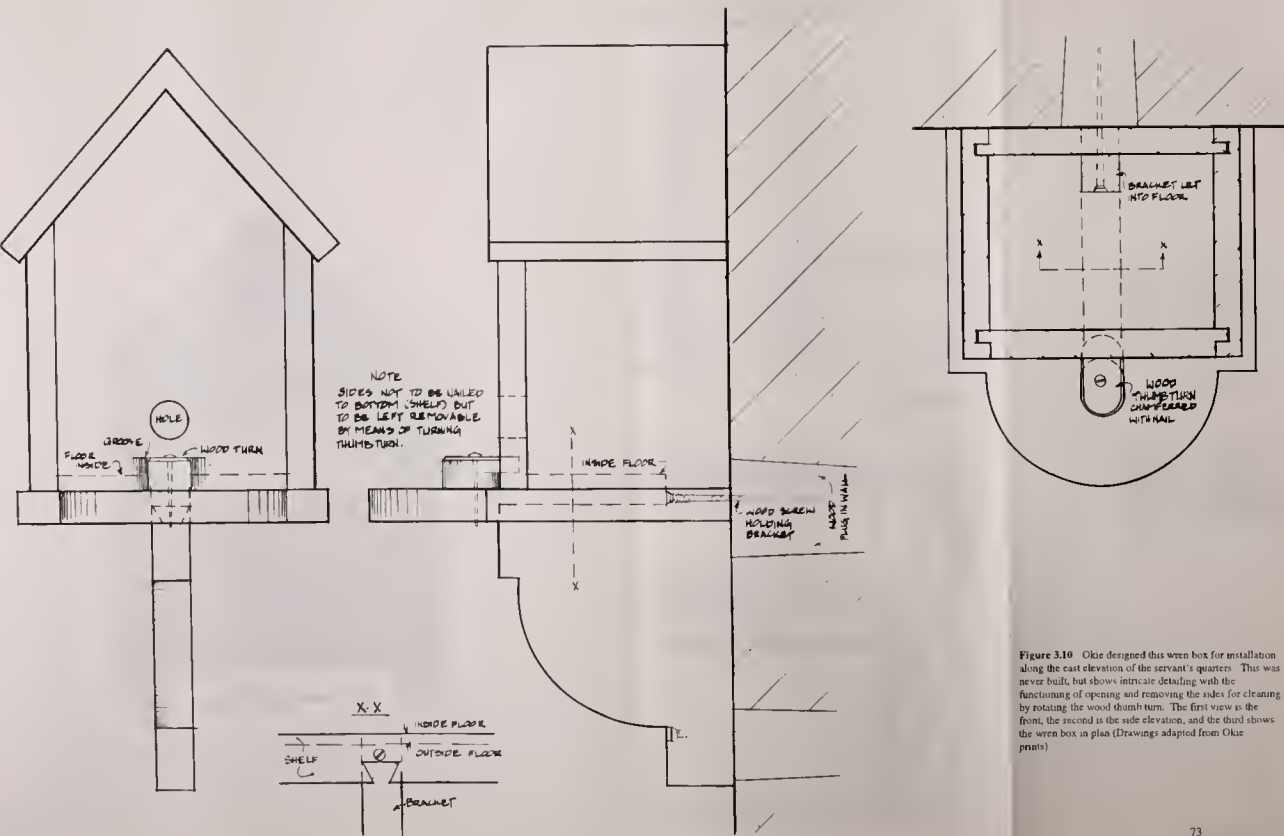 HOLE
GROOVE
WOOD TURN
FLOOR
INSIDE
NOTE
SIDES NOT TO BE NAILED
TO BOTTOM (SHELF) BUT
TO BE LEFT REMOVABLE
BY MEANS OF TURNING
THUMBTURN.
X
INSIDE FLOOR
WOOD SCREW
HOLDING
BRACKET
WOOD
PLUG IN WALL
X
X-X
INSIDE FLOOR
OUTSIDE FLOOR
SHELF
BRACKET
BRACKET LET
INTO FLOOR
X
X
WOOD
THUMBTURN
CHAMFERRED
WITH NAIL
Figure 3.10 Okie designed this wren box for installation
along the east elevation of the servant's quarters This was
never built, but shows intricate detailing with the
functioning of opening and removing the sides for cleaning
by rotating the wood thumb turn. The first view is the
front, the second is the side elevation, and the third shows
the wren box in plan (Drawings adapted from Okie
prints)
73